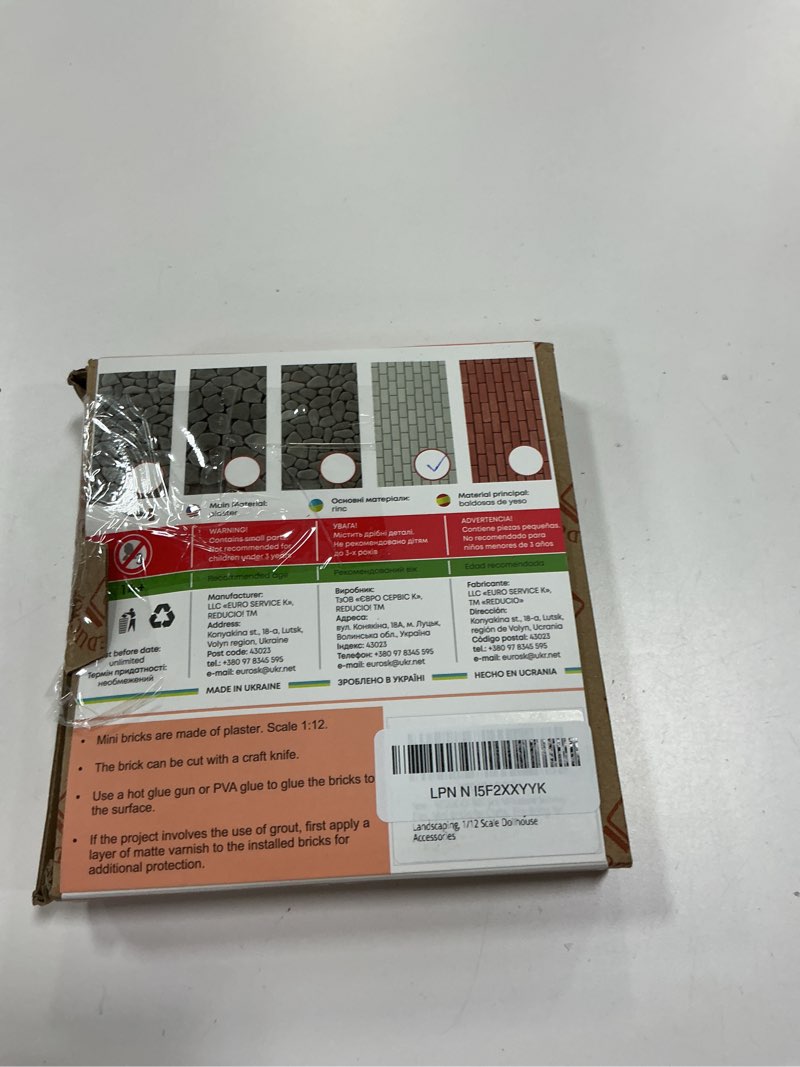 Main Material:
plaster
Основні матеріали:
гіпс
Material principal:
baldosas de yeso
WARNING!
Contains small parts
Not recommended for
children under 3 years
УВАГА!
Містить дрібні деталі.
Не рекомендовано дітям
до 3-х років
ADVERTENCIA!
Contiene piezas pequeñas.
No recomendado para
niños menores de 3 años
Recommended age
Рекомендований вік
Edad recomendada
before date:
unlimited
Термін придатності:
необмежений
Manufacturer:
LLC «EURO SERVICE K»,
REDUCIO! TM
Address:
Konyakina st., 18-a, Lutsk,
Volyn region, Ukraine
Post code: 43023
tel.: +380 97 8345 595
e-mail: eurosk@ukr.net
MADE IN UKRAINE
Виробник:
ТзОВ «ЄВРО СЕРВІС К»,
REDUCIO! TM
Адреса:
вул. Конякіна, 18А, м. Луцьк,
Волинська обл., Україна
Індекс: 43023
Телефон: +380 97 8345 595
e-mail: eurosk@ukr.net
ЗРОБЛЕНО В УКРАЇНІ
Fabricante:
LLC «EURO SERVICE K»,
TM «REDUCIO»
Dirección:
Konyakina st., 18-a, Lutsk,
región de Volyn, Ucrania
Código postal: 43023
tel.: +380 97 8345 595
e-mail: eurosk@ukr.net
HECHO EN UCRANIA
• Mini bricks are made of plaster. Scale 1:12.
• The brick can be cut with a craft knife.
• Use a hot glue gun or PVA glue to glue the bricks to
the surface.
• If the project involves the use of grout, first apply a
layer of matte varnish to the installed bricks for
additional protection.
LPN N I5F2XXYYK
Landscaping, 1/12 Scale Dollhouse
Accessories